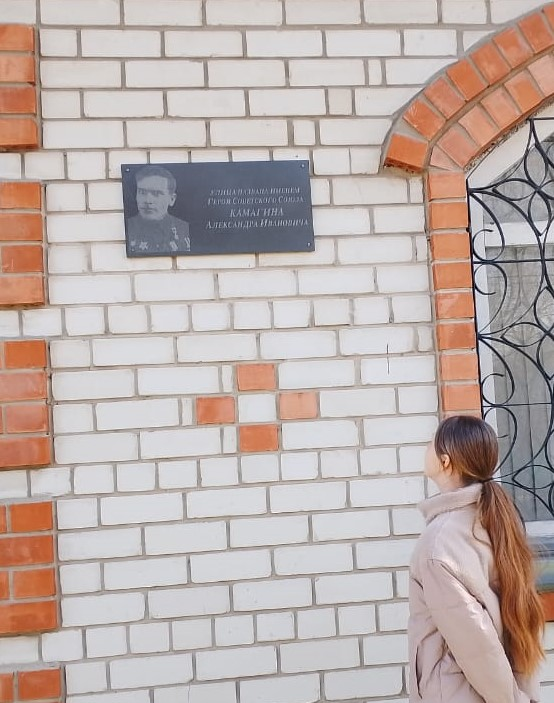 Улица названа именем
Героя Советского Союза
КАМАГИНА
Александра Ивановича